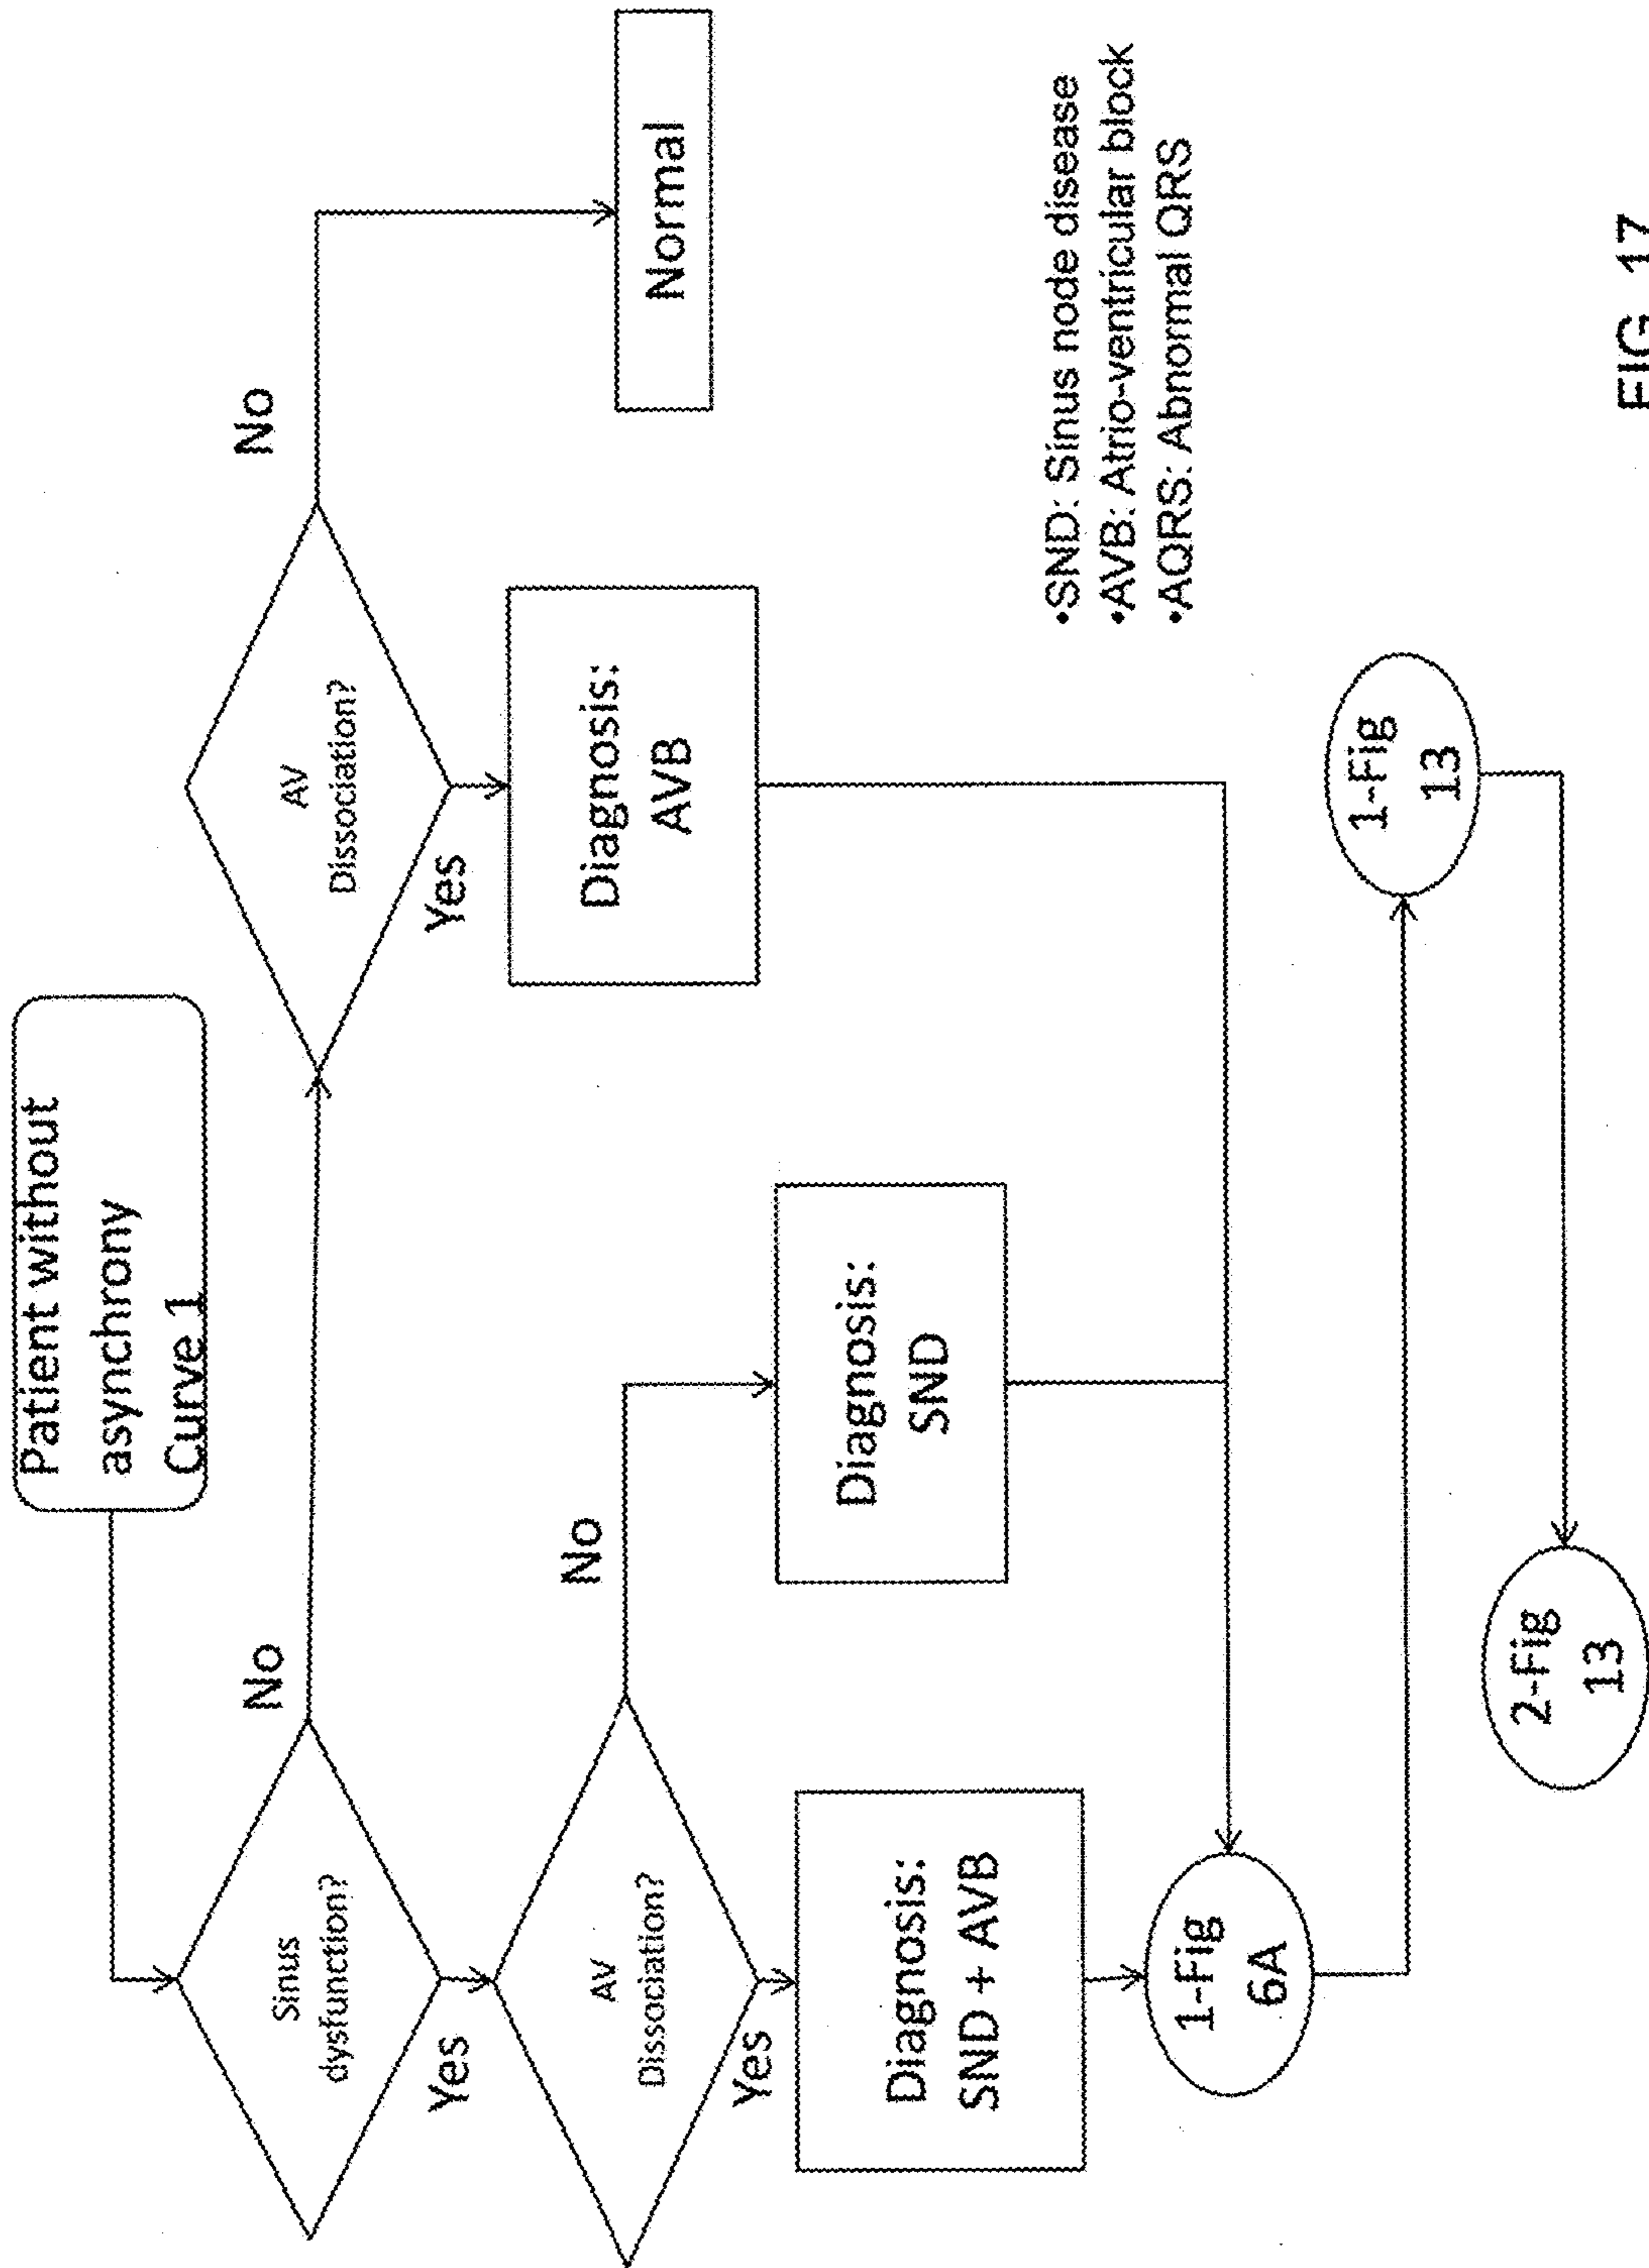 Patient without
asynchrony
Curve 1
Sinus
dysfunction?
No
Yes
AV
Dissociation?
No
Yes
Normal
AV
Dissociation?
No
Yes
Diagnosis:
AVB
Diagnosis:
SND
Diagnosis:
SND + AVB
1-Fig
6A
1-Fig
13
2-Fig
13
•SND: Sinus node disease
•AVB: Atrio-ventricular block
•AQRS: Abnormal QRS
FIG 17